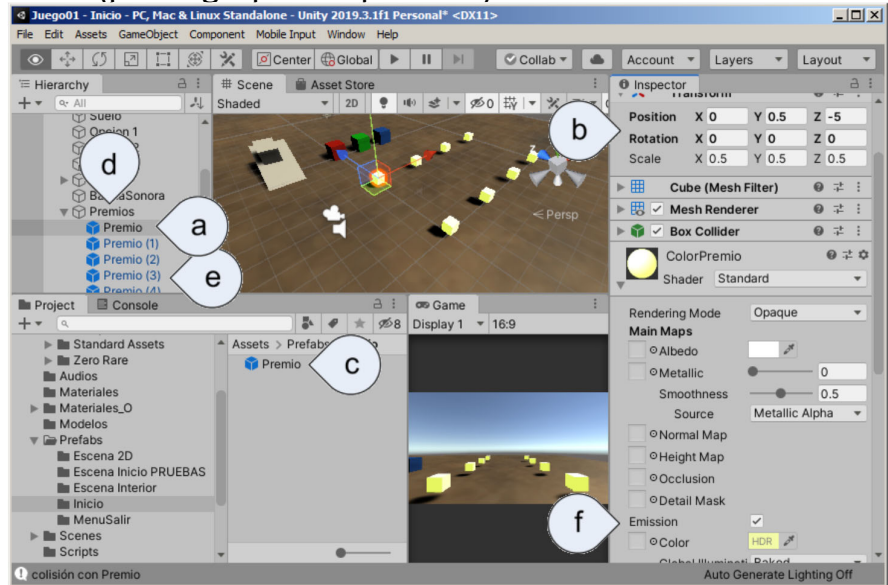 Juego01 - Inicio - PC, Mac & Linux Standalone - Unity 2019.3.1f1 Personal* <DX11>
File Edit Assets GameObject Component Mobile Input Window Help
Center Global Collab Account Layers Layout
Hierarchy
All
Suelo
Opcion 1
Premios
Premio
Premio (1)
Premio (2)
Premio (3)
Premio (4)
d
a
e
Scene Asset Store
Shaded 2D 0
Persp
b
Project Console
8
Standard Assets
Zero Rare
Audios
Materiales
Materiales_O
Modelos
Prefabs
Escena 2D
Escena Inicio PRUEBAS
Escena Interior
Inicio
MenuSalir
Scenes
Scripts
Assets > Prefabs
Premio
c
Game
Display 1 16:9
Inspector
Transform
Position X 0 Y 0.5 Z -5
Rotation X 0 Y 0 Z 0
Scale X 0.5 Y 0.5 Z 0.5
Cube (Mesh Filter)
Mesh Renderer
Box Collider
ColorPremio
Shader Standard
Rendering Mode Opaque
Main Maps
Albedo
Metallic 0
Smoothness 0.5
Source Metallic Alpha
Normal Map
Height Map
Occlusion
Detail Mask
Emission
Color HDR
f
Baked
colisión con Premio
Auto Generate Lighting Off